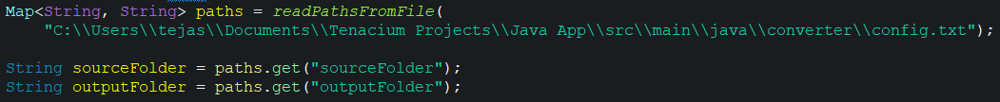 Map<String, String> paths = readPathsFromFile(
"C:\\Users\\tejas\\Documents\\Tenacium Projects\\Java App\\src\\main\\java\\converter\\config.txt");
String sourceFolder = paths.get("sourceFolder");
String outputFolder = paths.get("outputFolder");